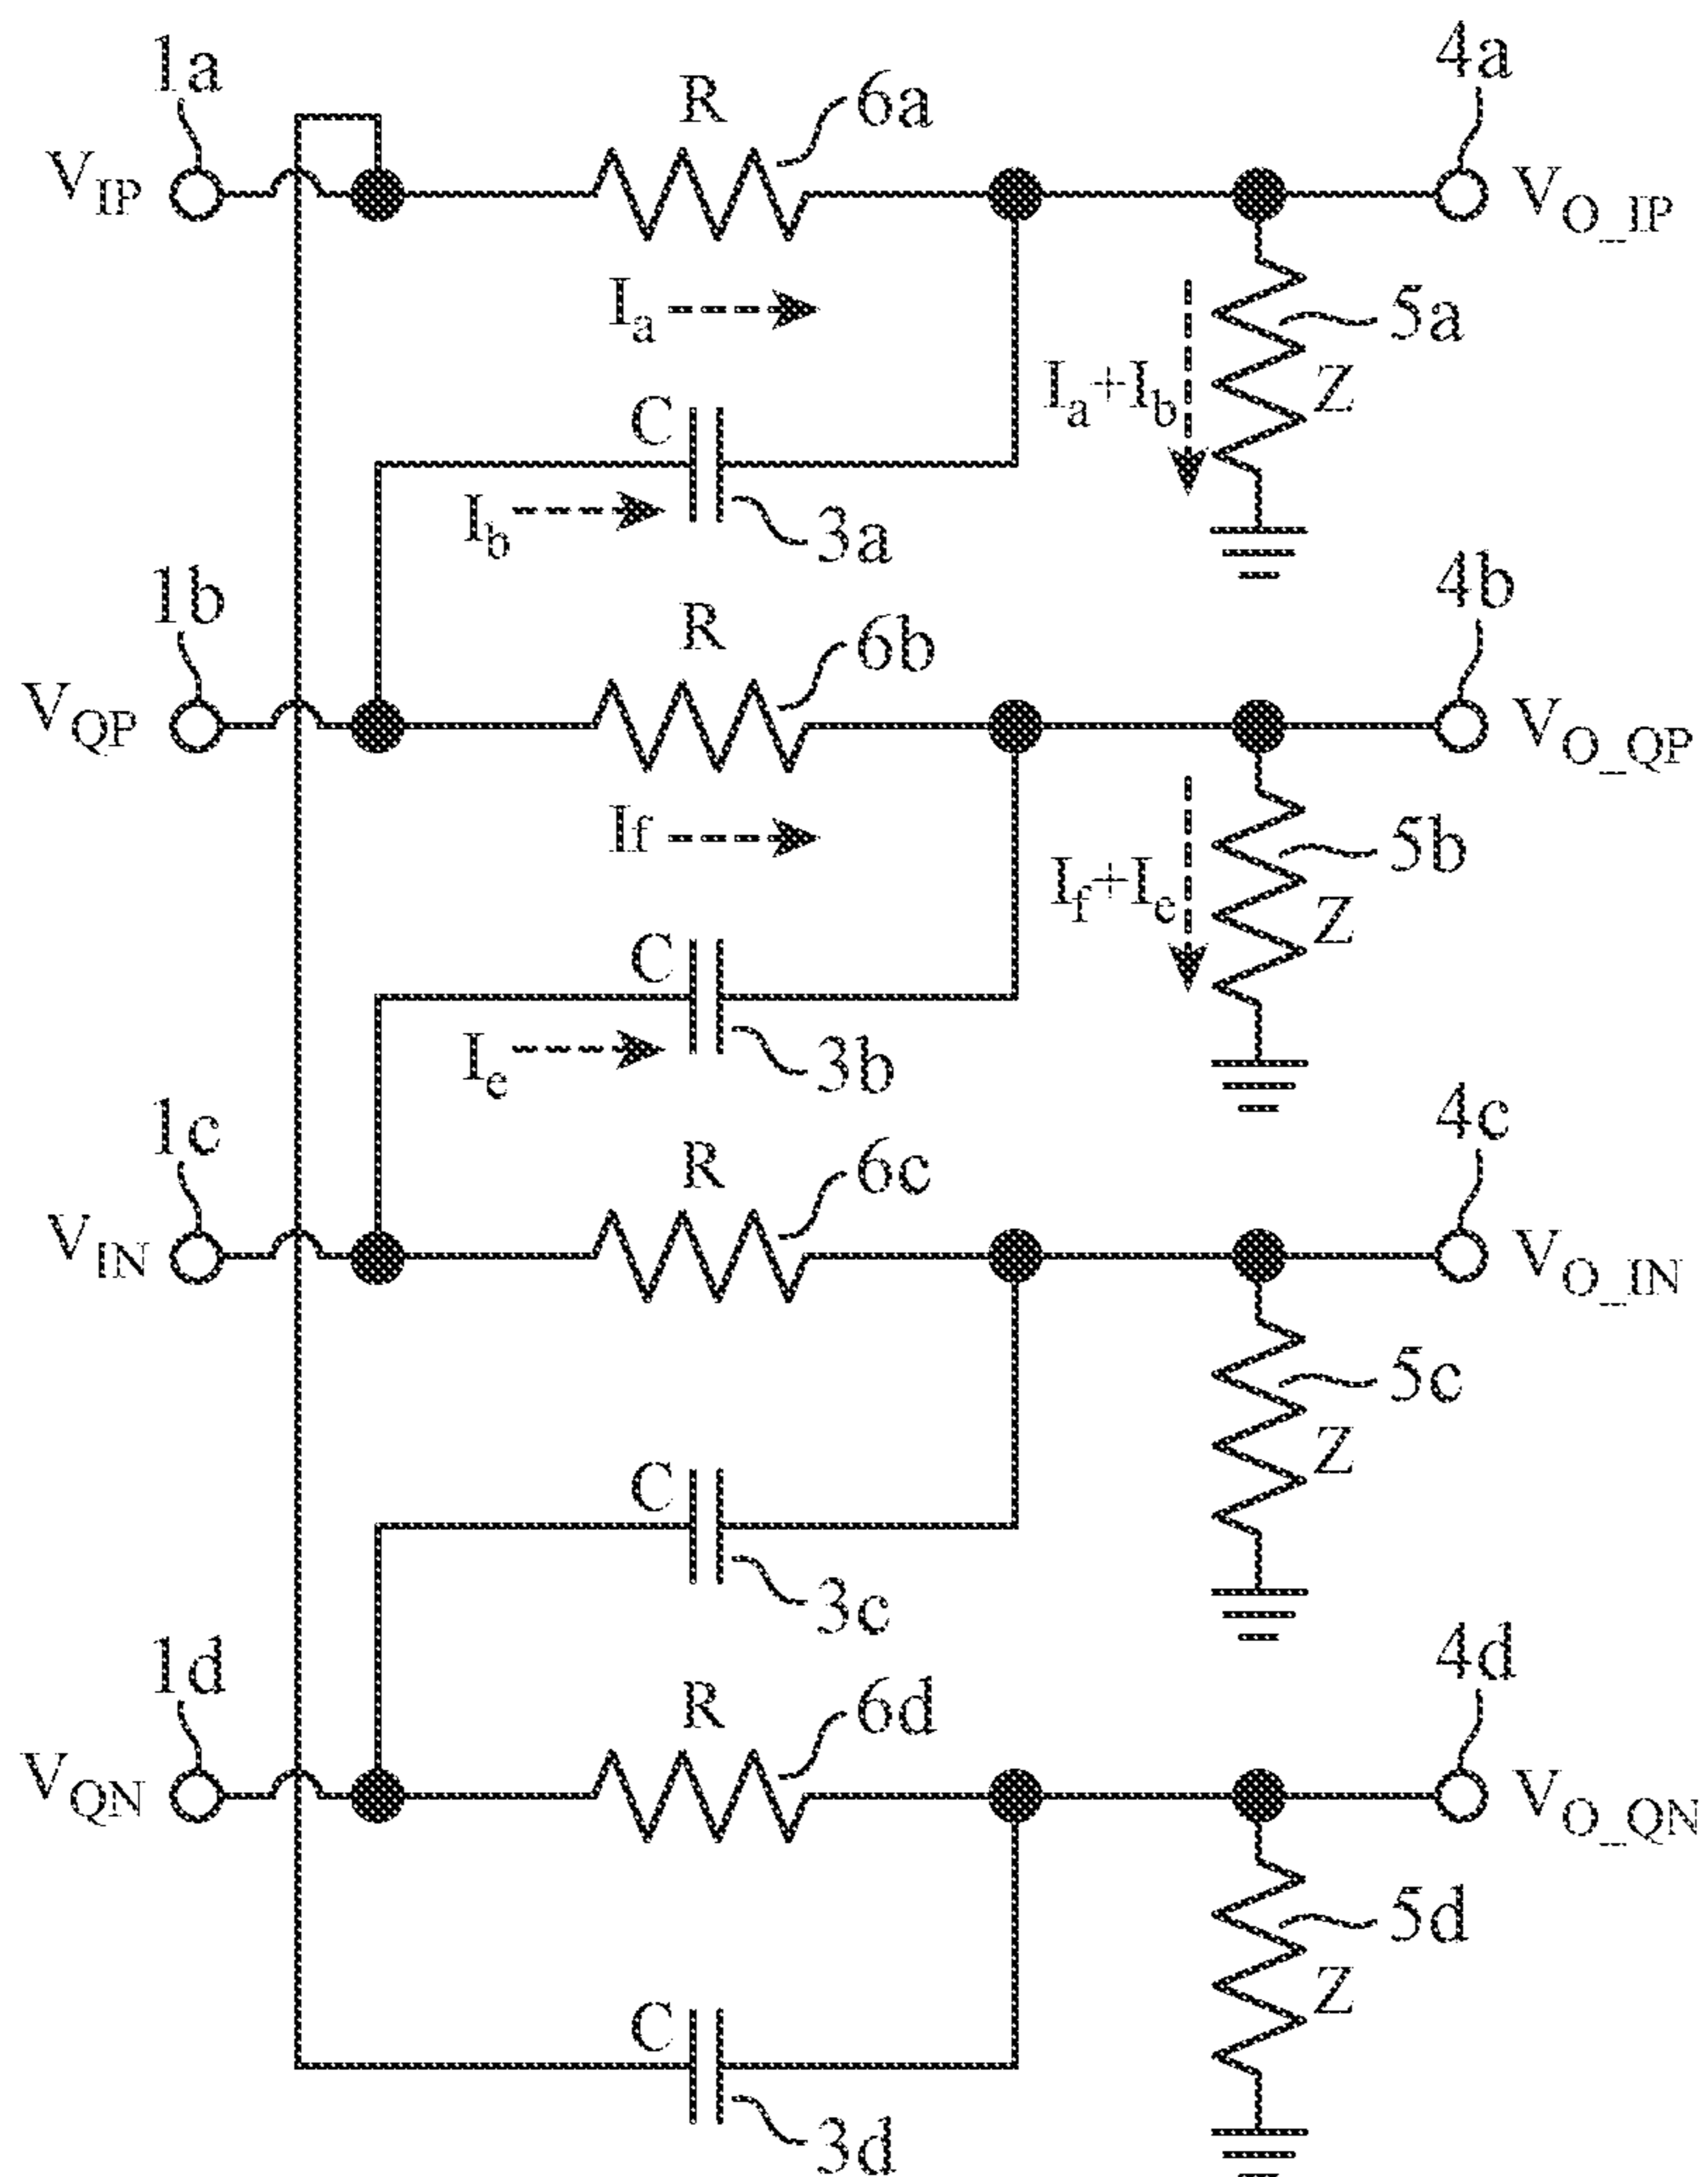 1a
R
6a
4a
V_IP
V_O_IP
I_a
I_a+I_b
5a
Z
C
I_b
3a
1b
R
6b
4b
V_QP
V_O_QP
If
I_f+I_e
5b
Z
C
I_e
3b
1c
R
6c
4c
V_IN
V_O_IN
5c
Z
C
3c
1d
R
6d
4d
V_QN
V_O_QN
5d
Z
C
3d